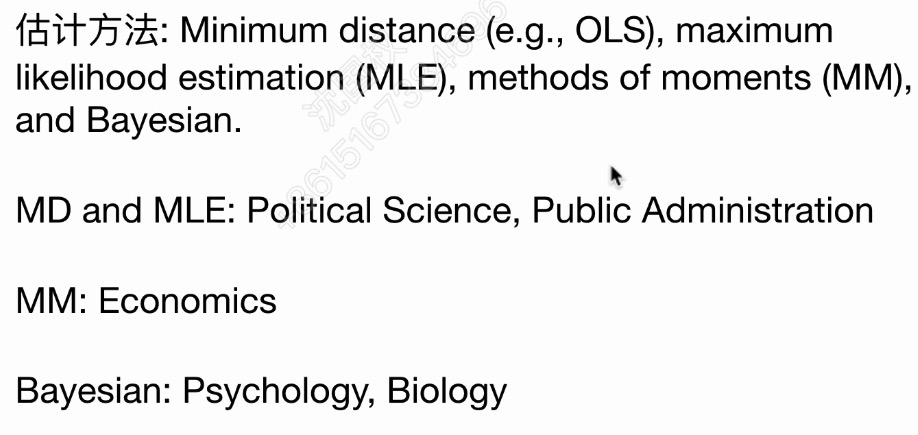 估计方法: Minimum distance (e.g., OLS), maximum
likelihood estimation (MLE), methods of moments (MM),
and Bayesian.
MD and MLE: Political Science, Public Administration
MM: Economics
Bayesian: Psychology, Biology